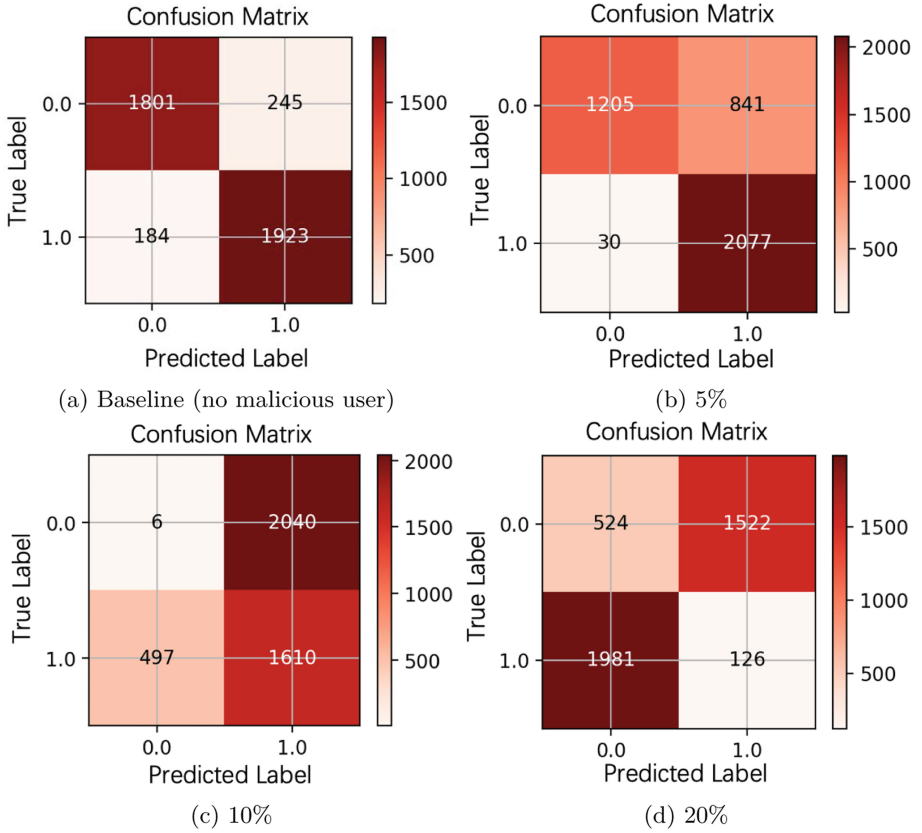 Confusion Matrix
0.0
1801
245
True Label
1.0
184
1923
0.0
1.0
Predicted Label
1500
1000
500
(a) Baseline (no malicious user)
Confusion Matrix
0.0
1205
841
True Label
1.0
30
2077
0.0
1.0
Predicted Label
2000
1500
1000
500
(b) 5%
Confusion Matrix
0.0
6
2040
True Label
1.0
497
1610
0.0
1.0
Predicted Label
2000
1500
1000
500
(c) 10%
Confusion Matrix
0.0
524
1522
True Label
1.0
1981
126
0.0
1.0
Predicted Label
1500
1000
500
(d) 20%